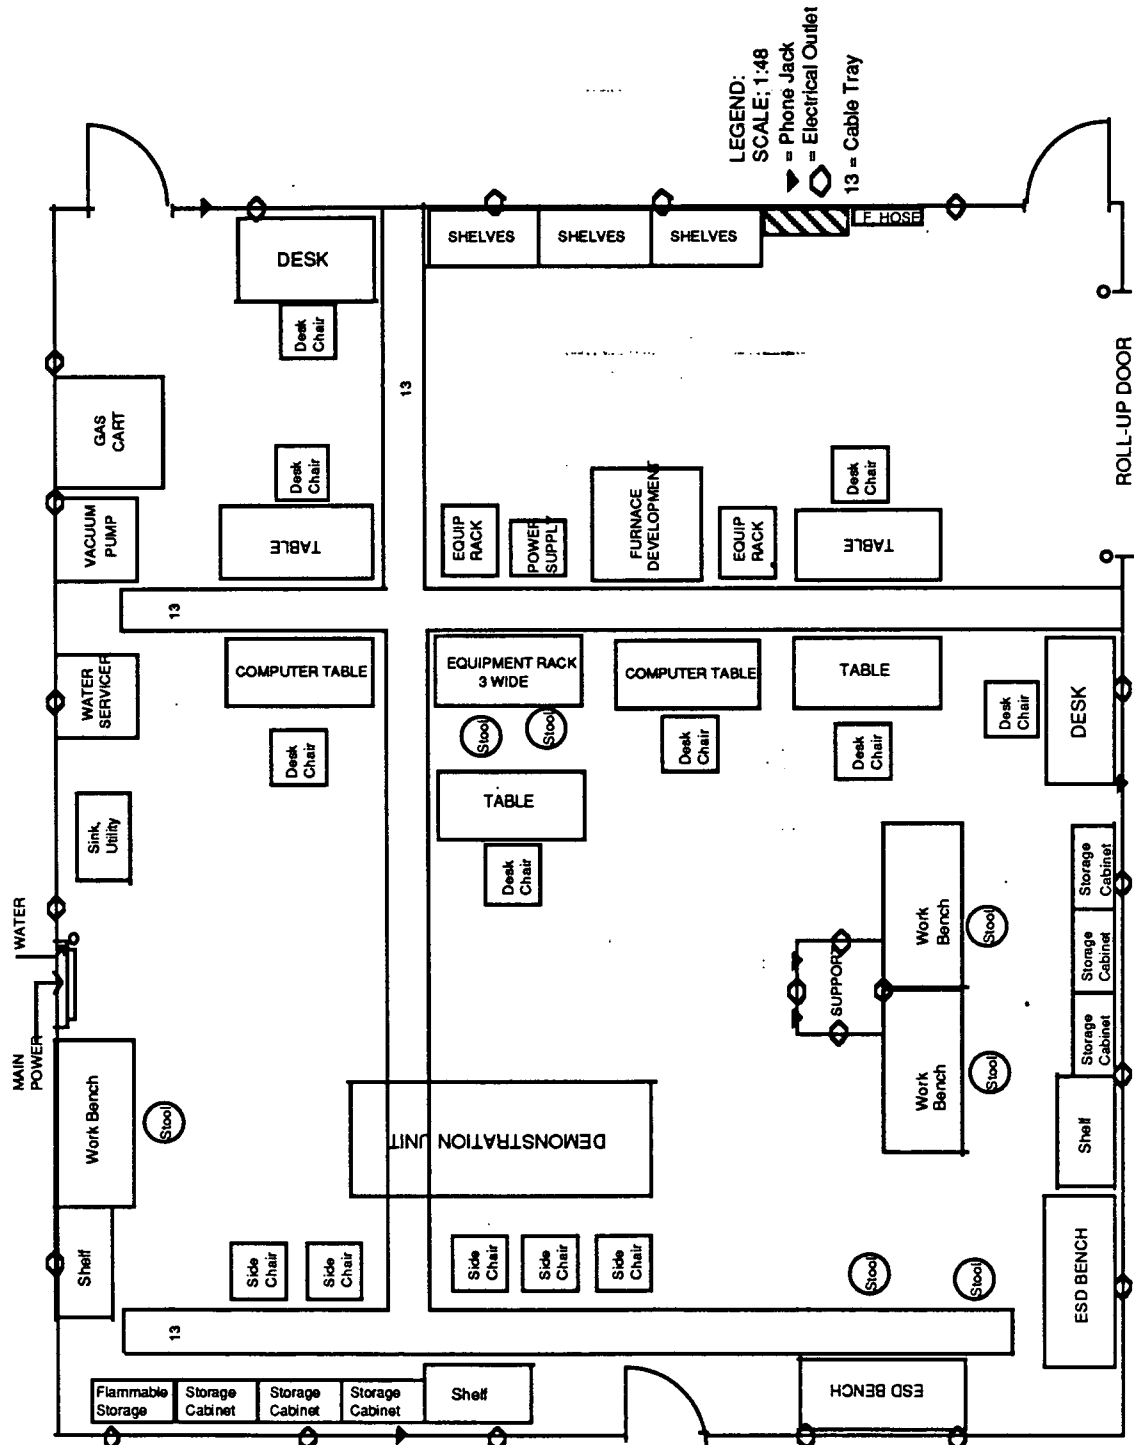 LEGEND:
SCALE; 1:48
= Phone Jack
= Electrical Outlet
13 = Cable Tray
SHELVES
SHELVES
SHELVES
F. HOSE
DESK
Desk
Chair
GAS
CART
13
ROLL-UP DOOR
VACUUM
PUMP
Desk
Chair
TABLE
EQUIP
RACK
POWER
SUPPLY
FURNACE
DEVELOPMENT
EQUIP
RACK
Desk
Chair
TABLE
13
WATER
SERVICER
COMPUTER TABLE
EQUIPMENT RACK
3 WIDE
COMPUTER TABLE
TABLE
DESK
Desk
Chair
Desk
Chair
Stool
Stool
Desk
Chair
Desk
Chair
Sink,
Utility
TABLE
Desk
Chair
Storage
Cabinet
Storage
Cabinet
Storage
Cabinet
WATER
MAIN
POWER
SUPPORT
Work
Bench
Stool
Work
Bench
Stool
Work Bench
Stool
DEMONSTRATION UNIT
Shelf
Shelf
Side
Chair
Side
Chair
Side
Chair
Side
Chair
Side
Chair
Stool
Stool
ESD BENCH
13
Flammable
Storage
Storage
Cabinet
Storage
Cabinet
Storage
Cabinet
Shelf
ESD BENCH